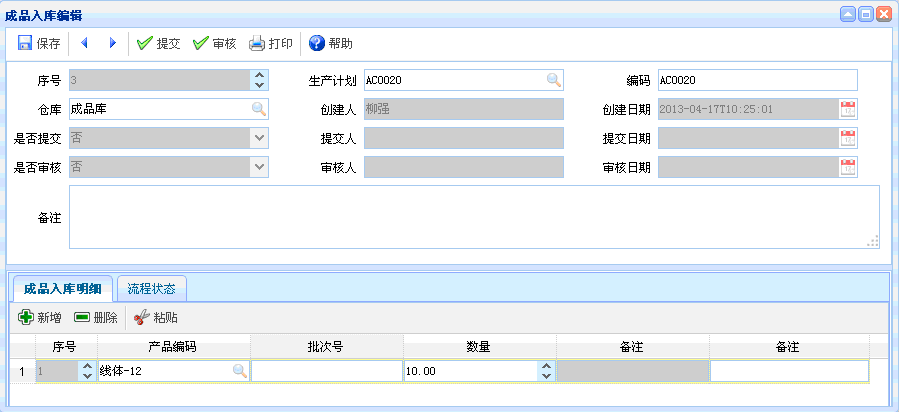 成品入库编辑
保存 提交 审核 打印 帮助
序号 3 生产计划 AC0020 编码 AC0020
仓库 成品库 创建人 柳强 创建日期 2013-04-17T10:25:01
是否提交 否 提交人 提交日期
是否审核 否 审核人 审核日期
备注
成品入库明细 流程状态
新增 删除 粘贴
序号 产品编码 批次号 数量 备注 备注
1 1 线体-12 10.00